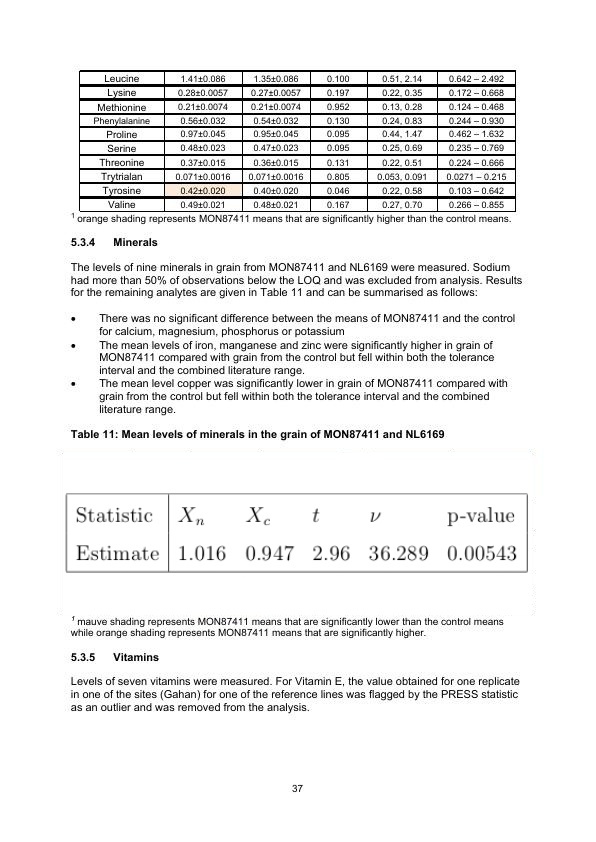 Leucine 1.41±0.086 1.35±0.086 0.100 0.51, 2.14 0.642 – 2.492
Lysine 0.28±0.0057 0.27±0.0057 0.197 0.22, 0.35 0.172 – 0.668
Methionine 0.21±0.0074 0.21±0.0074 0.952 0.13, 0.28 0.124 – 0.468
Phenylalanine 0.56±0.032 0.54±0.032 0.130 0.24, 0.83 0.244 – 0.930
Proline 0.97±0.045 0.95±0.045 0.095 0.44, 1.47 0.462 – 1.632
Serine 0.48±0.023 0.47±0.023 0.095 0.25, 0.69 0.235 – 0.769
Threonine 0.37±0.015 0.36±0.015 0.131 0.22, 0.51 0.224 – 0.666
Trytrialan 0.071±0.0016 0.071±0.0016 0.805 0.053, 0.091 0.0271 – 0.215
Tyrosine 0.42±0.020 0.40±0.020 0.046 0.22, 0.58 0.103 – 0.642
Valine 0.49±0.021 0.48±0.021 0.167 0.27, 0.70 0.266 – 0.855
1 orange shading represents MON87411 means that are significantly higher than the control means.
5.3.4 Minerals
The levels of nine minerals in grain from MON87411 and NL6169 were measured. Sodium
had more than 50% of observations below the LOQ and was excluded from analysis. Results
for the remaining analytes are given in Table 11 and can be summarised as follows:
• There was no significant difference between the means of MON87411 and the control
for calcium, magnesium, phosphorus or potassium
• The mean levels of iron, manganese and zinc were significantly higher in grain of
MON87411 compared with grain from the control but fell within both the tolerance
interval and the combined literature range.
• The mean level copper was significantly lower in grain of MON87411 compared with
grain from the control but fell within both the tolerance interval and the combined
literature range.
Table 11: Mean levels of minerals in the grain of MON87411 and NL6169
Statistic Xn Xc t ν p-value
Estimate 1.016 0.947 2.96 36.289 0.00543
1 mauve shading represents MON87411 means that are significantly lower than the control means
while orange shading represents MON87411 means that are significantly higher.
5.3.5 Vitamins
Levels of seven vitamins were measured. For Vitamin E, the value obtained for one replicate
in one of the sites (Gahan) for one of the reference lines was flagged by the PRESS statistic
as an outlier and was removed from the analysis.
37